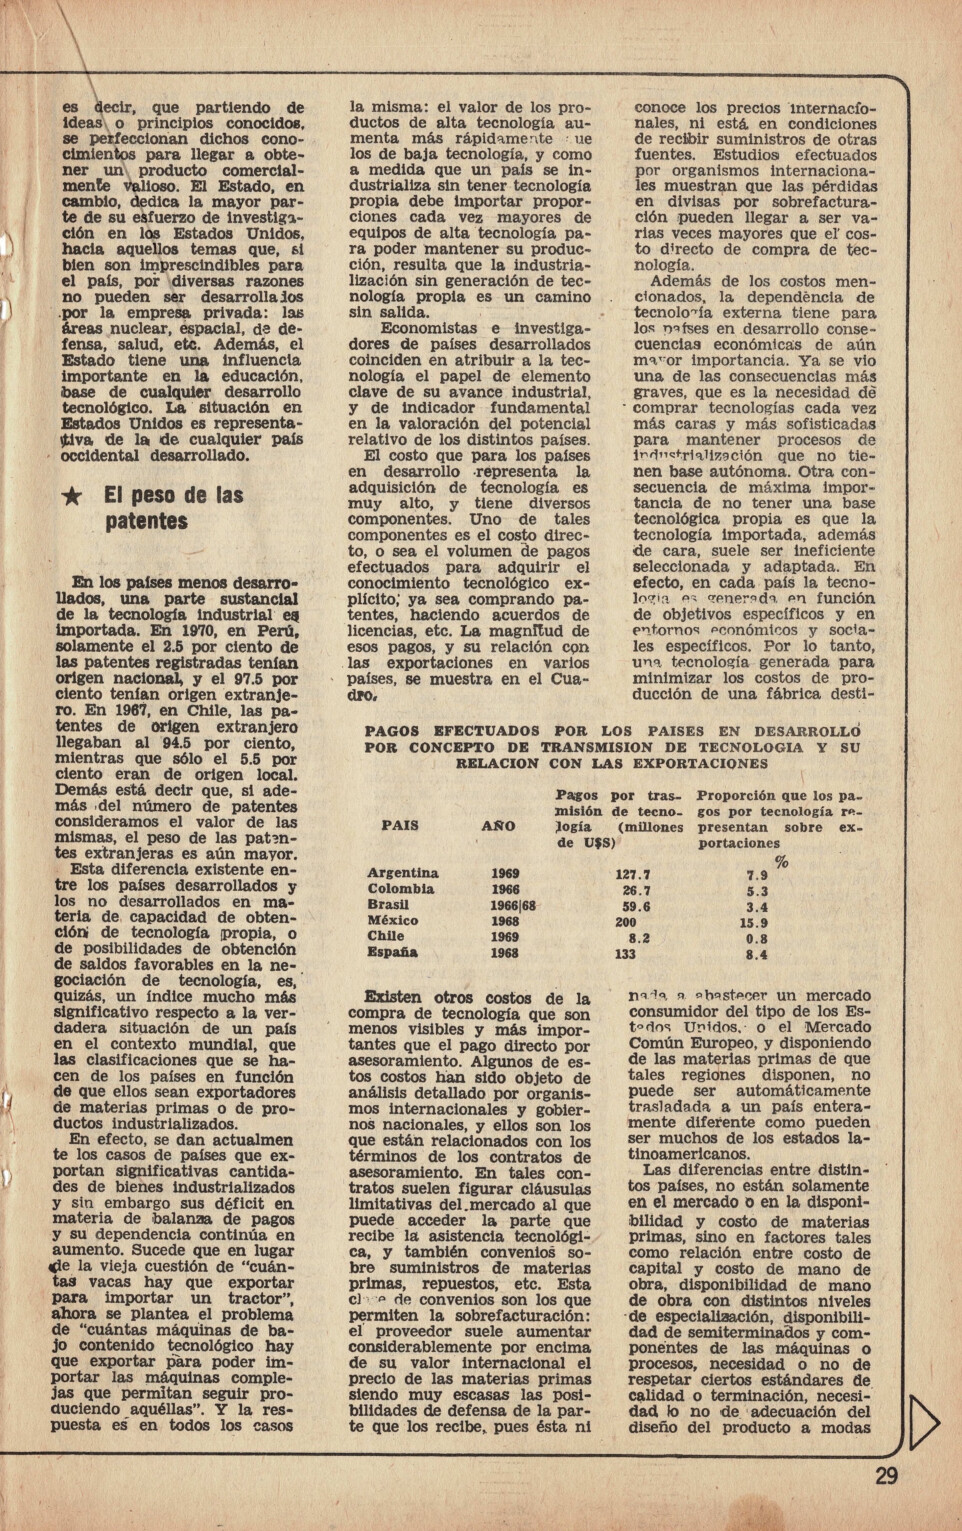 es decir, que partiendo de
ideas o principios conocidos,
se perfeccionan dichos cono-
cimientos para llegar a obte-
ner un producto comercial-
mente valioso. El Estado, en
cambio, dedica la mayor par-
te de su esfuerzo de investiga-
ción en los Estados Unidos,
hacia aquellos temas que, si
bien son imprescindibles para
el país, por diversas razones
no pueden ser desarrollados
por la empresa privada: las
áreas nuclear, espacial, de de-
fensa, salud, etc. Además, el
Estado tiene una influencia
importante en la educación,
base de cualquier desarrollo
tecnológico. La situación en
Estados Unidos es representa-
tiva de la de cualquier país
occidental desarrollado.
★ El peso de las
patentes
En los países menos desarro-
llados, una parte sustancial
de la tecnología industrial es
importada. En 1970, en Perú,
solamente el 2.5 por ciento de
las patentes registradas tenían
origen nacional, y el 97.5 por
ciento tenían origen extranje-
ro. En 1967, en Chile, las pa-
tentes de origen extranjero
llegaban al 94.5 por ciento,
mientras que sólo el 5.5 por
ciento eran de origen local.
Demás está decir que, si ade-
más del número de patentes
consideramos el valor de las
mismas, el peso de las paten-
tes extranjeras es aún mayor.
Esta diferencia existente en-
tre los países desarrollados y
los no desarrollados en ma-
teria de capacidad de obten-
ción de tecnología propia, o
de posibilidades de obtención
de saldos favorables en la ne-
gociación de tecnología, es,
quizás, un índice mucho más
significativo respecto a la ver-
dadera situación de un país
en el contexto mundial, que
las clasificaciones que se ha-
cen de los países en función
de que ellos sean exportadores
de materias primas o de pro-
ductos industrializados.
En efecto, se dan actualmen
te los casos de países que ex-
portan significativas cantida-
des de bienes industrializados
y sin embargo sus déficit en
materia de balanza de pagos
y su dependencia continúa en
aumento. Sucede que en lugar
de la vieja cuestión de "cuán-
tas vacas hay que exportar
para importar un tractor",
ahora se plantea el problema
de "cuántas máquinas de ba-
jo contenido tecnológico hay
que exportar para poder im-
portar las máquinas comple-
jas que permitan seguir pro-
duciendo aquéllas". Y la res-
puesta es en todos los casos
la misma: el valor de los pro-
ductos de alta tecnología au-
menta más rápidamente que
los de baja tecnología, y como
a medida que un país se in-
dustrializa sin tener tecnología
propia debe importar propor-
ciones cada vez mayores de
equipos de alta tecnología pa-
ra poder mantener su produc-
ción, resulta que la industria-
lización sin generación de tec-
nología propia es un camino
sin salida.
Economistas e investiga-
dores de países desarrollados
coinciden en atribuir a la tec-
nología el papel de elemento
clave de su avance industrial,
y de indicador fundamental
en la valoración del potencial
relativo de los distintos países.
El costo que para los países
en desarrollo representa la
adquisición de tecnología es
muy alto, y tiene diversos
componentes. Uno de tales
componentes es el costo direc-
to, o sea el volumen de pagos
efectuados para adquirir el
conocimiento tecnológico ex-
plícito; ya sea comprando pa-
tentes, haciendo acuerdos de
licencias, etc. La magnitud de
esos pagos, y su relación con
las exportaciones en varios
países, se muestra en el Cua-
dro.
conoce los precios internacio-
nales, ni está en condiciones
de recibir suministros de otras
fuentes. Estudios efectuados
por organismos internaciona-
les muestran que las pérdidas
en divisas por sobrefactura-
ción pueden llegar a ser va-
rias veces mayores que el cos-
to directo de compra de tec-
nología.
Además de los costos men-
cionados, la dependencia de
tecnología externa tiene para
los países en desarrollo conse-
cuencias económicas de aún
mayor importancia. Ya se vio
una de las consecuencias más
graves, que es la necesidad de
comprar tecnologías cada vez
más caras y más sofisticadas
para mantener procesos de
industrialización que no tie-
nen base autónoma. Otra con-
secuencia de máxima impor-
tancia de no tener una base
tecnológica propia es que la
tecnología importada, además
de cara, suele ser ineficiente
seleccionada y adaptada. En
efecto, en cada país la tecno-
logía es generada en función
de objetivos específicos y en
entornos económicos y socia-
les específicos. Por lo tanto,
una tecnología generada para
minimizar los costos de pro-
ducción de una fábrica desti-
PAGOS EFECTUADOS POR LOS PAISES EN DESARROLLO
POR CONCEPTO DE TRANSMISION DE TECNOLOGIA Y SU
RELACION CON LAS EXPORTACIONES
PAIS AÑO Pagos por tras-
misión de tecno-
logía (millones
de U$S) Proporción que los pa-
gos por tecnología re-
presentan sobre ex-
portaciones
%
Argentina 1969 127.7 7.9
Colombia 1966 26.7 5.3
Brasil 1966|68 59.6 3.4
México 1968 200 15.9
Chile 1969 8.2 0.8
España 1968 133 8.4
Existen otros costos de la
compra de tecnología que son
menos visibles y más impor-
tantes que el pago directo por
asesoramiento. Algunos de es-
tos costos han sido objeto de
análisis detallado por organis-
mos internacionales y gobier-
nos nacionales, y ellos son los
que están relacionados con los
términos de los contratos de
asesoramiento. En tales con-
tratos suelen figurar cláusulas
limitativas del mercado al que
puede acceder la parte que
recibe la asistencia tecnológi-
ca, y también convenios so-
bre suministros de materias
primas, repuestos, etc. Esta
clase de convenios son los que
permiten la sobrefacturación:
el proveedor suele aumentar
considerablemente por encima
de su valor internacional el
precio de las materias primas
siendo muy escasas las posi-
bilidades de defensa de la par-
te que los recibe, pues ésta ni
nada a abastecer un mercado
consumidor del tipo de los Es-
tados Unidos, o el Mercado
Común Europeo, y disponiendo
de las materias primas de que
tales regiones disponen, no
puede ser automáticamente
trasladada a un país entera-
mente diferente como pueden
ser muchos de los estados la-
tinoamericanos.
Las diferencias entre distin-
tos países, no están solamente
en el mercado o en la disponi-
bilidad y costo de materias
primas, sino en factores tales
como relación entre costo de
capital y costo de mano de
obra, disponibilidad de mano
de obra con distintos niveles
de especialización, disponibili-
dad de semiterminados y com-
ponentes de las máquinas o
procesos, necesidad o no de
respetar ciertos estándares de
calidad o terminación, necesi-
dad o no de adecuación del
diseño del producto a modas
29